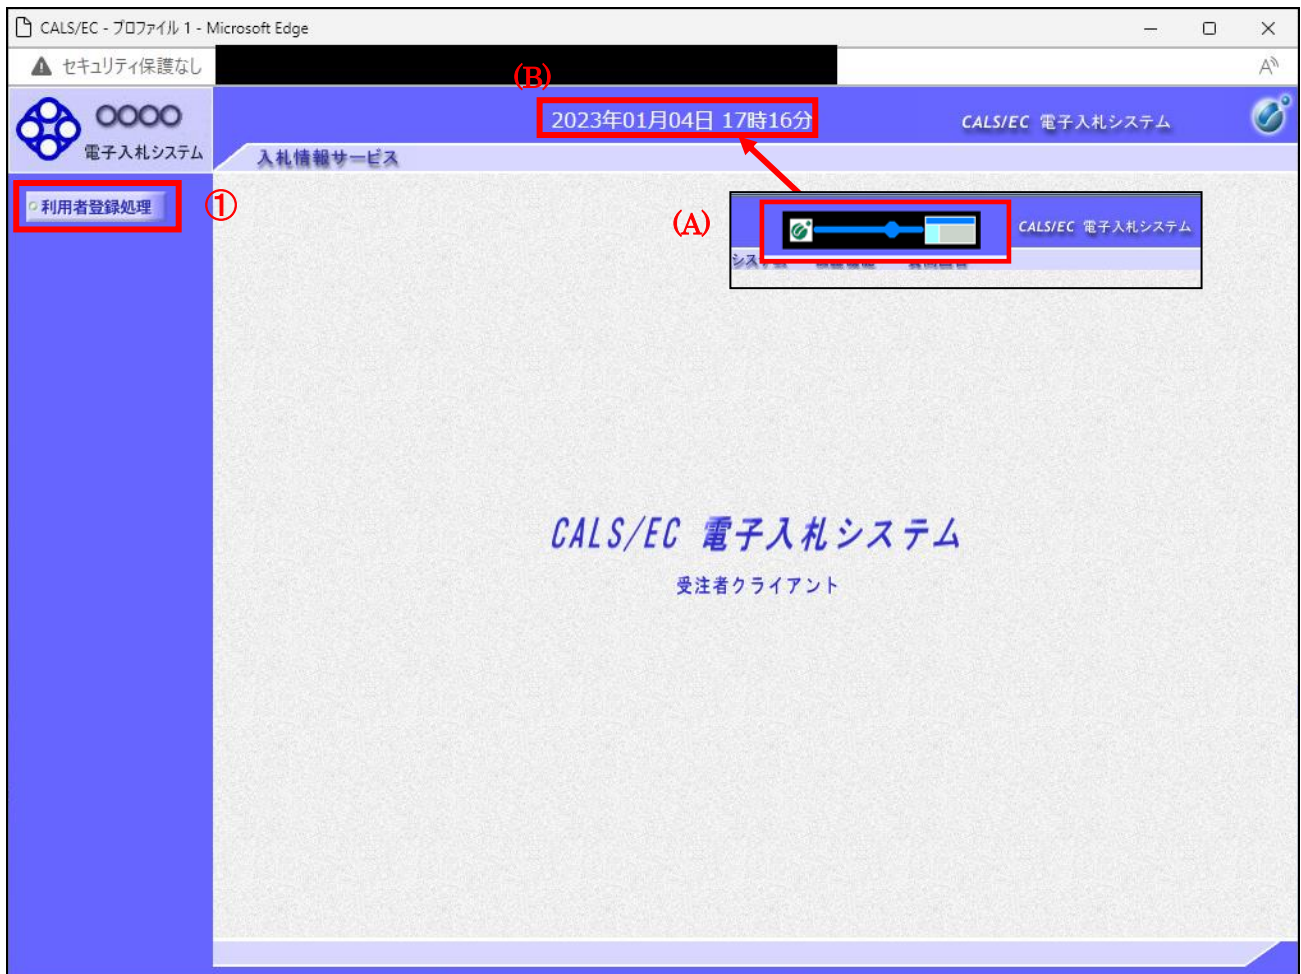 CALS/EC - プロファイル 1 - Microsoft Edge
セキュリティ保護なし
(B)
〇〇〇〇
電子入札システム
2023年01月04日 17時16分
CALS/EC 電子入札システム
入札情報サービス
利用者登録処理
①
(A)
CALS/EC 電子入札システム
CALS/EC 電子入札システム
受注者クライアント